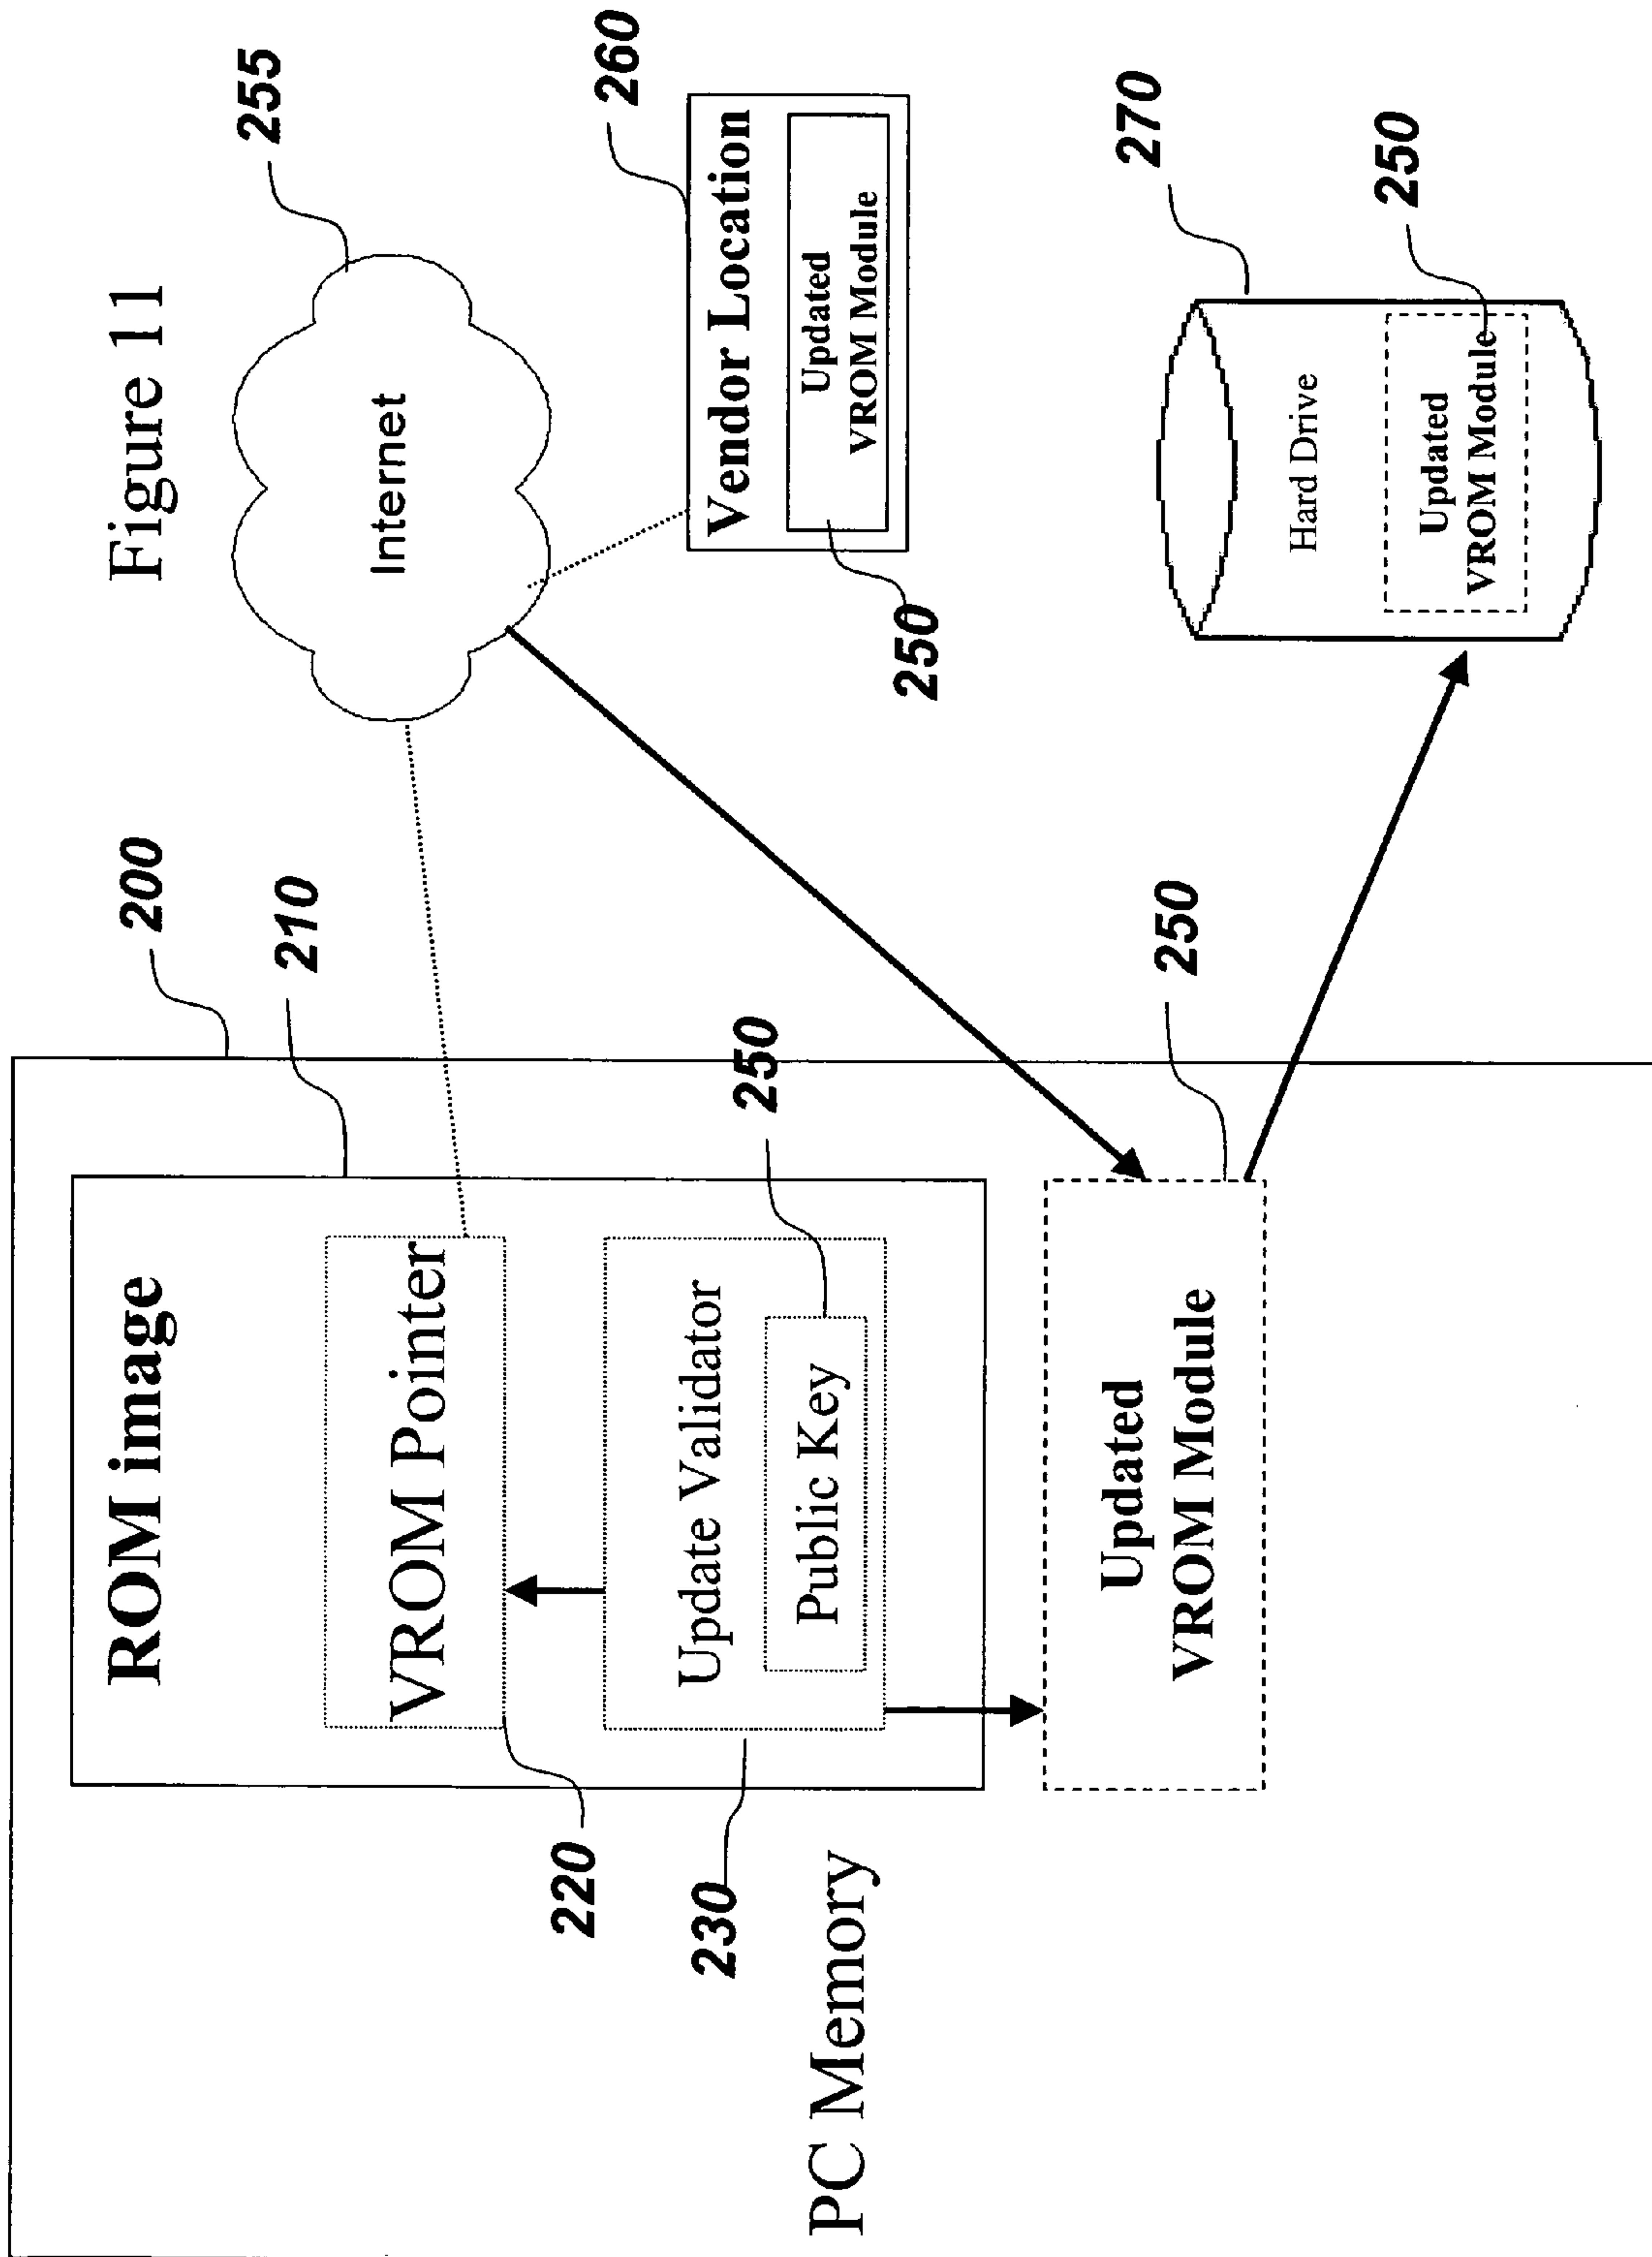 Figure 11
200
210
ROM image
VROM Pointer
220
Update Validator
Public Key
250
230
PC Memory
Updated
VROM Module
250
Internet
255
Vendor Location
260
Updated
VROM Module
250
270
Hard Drive
Updated
VROM Module
250